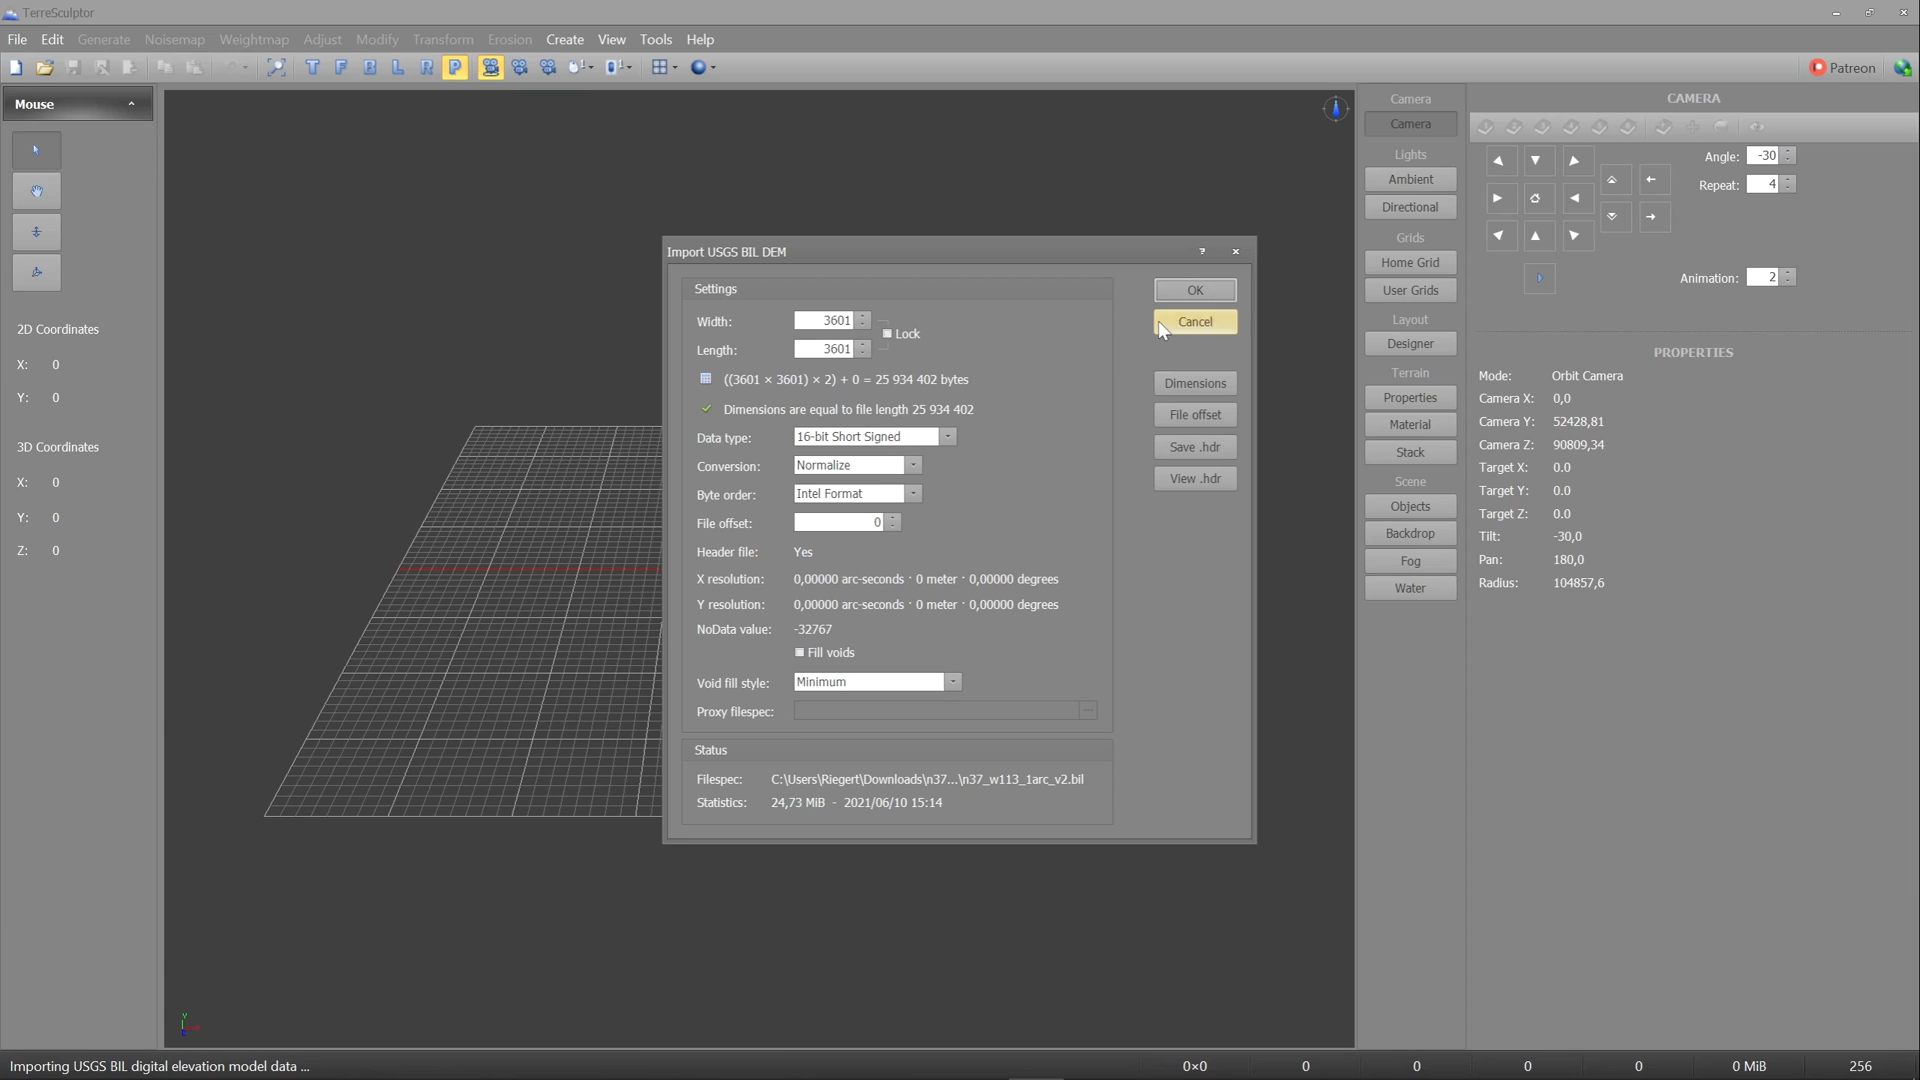 TerreSculptor
File Edit Generate Noisemap Weightmap Adjust Modify Transform Erosion Create View Tools Help
T F B L R P Patreon
Mouse
2D Coordinates
X: 0
Y: 0
3D Coordinates
X: 0
Y: 0
Z: 0
Import USGS BIL DEM ?
Settings
Width: 3601
Lock
Length: 3601
((3601 × 3601) × 2) + 0 = 25 934 402 bytes
Dimensions are equal to file length 25 934 402
Data type: 16-bit Short Signed
Conversion: Normalize
Byte order: Intel Format
File offset: 0
Header file: Yes
X resolution: 0,00000 arc-seconds · 0 meter · 0,00000 degrees
Y resolution: 0,00000 arc-seconds · 0 meter · 0,00000 degrees
NoData value: -32767
Fill voids
Void fill style: Minimum
Proxy filespec: ...
OK
Cancel
Dimensions
File offset
Save .hdr
View .hdr
Status
Filespec: C:\Users\Riegert\Downloads\n37...\n37_w113_1arc_v2.bil
Statistics: 24,73 MiB - 2021/06/10 15:14
Camera
Camera
Lights
Ambient
Directional
Grids
Home Grid
User Grids
Layout
Designer
Terrain
Properties
Material
Stack
Scene
Objects
Backdrop
Fog
Water
CAMERA
Angle: -30
Repeat: 4
Animation: 2
PROPERTIES
Mode: Orbit Camera
Camera X: 0,0
Camera Y: 52428,81
Camera Z: 90809,34
Target X: 0.0
Target Y: 0.0
Target Z: 0.0
Tilt: -30,0
Pan: 180,0
Radius: 104857,6
Y
Importing USGS BIL digital elevation model data ... 0×0 0 0 0 0 0 MiB 256